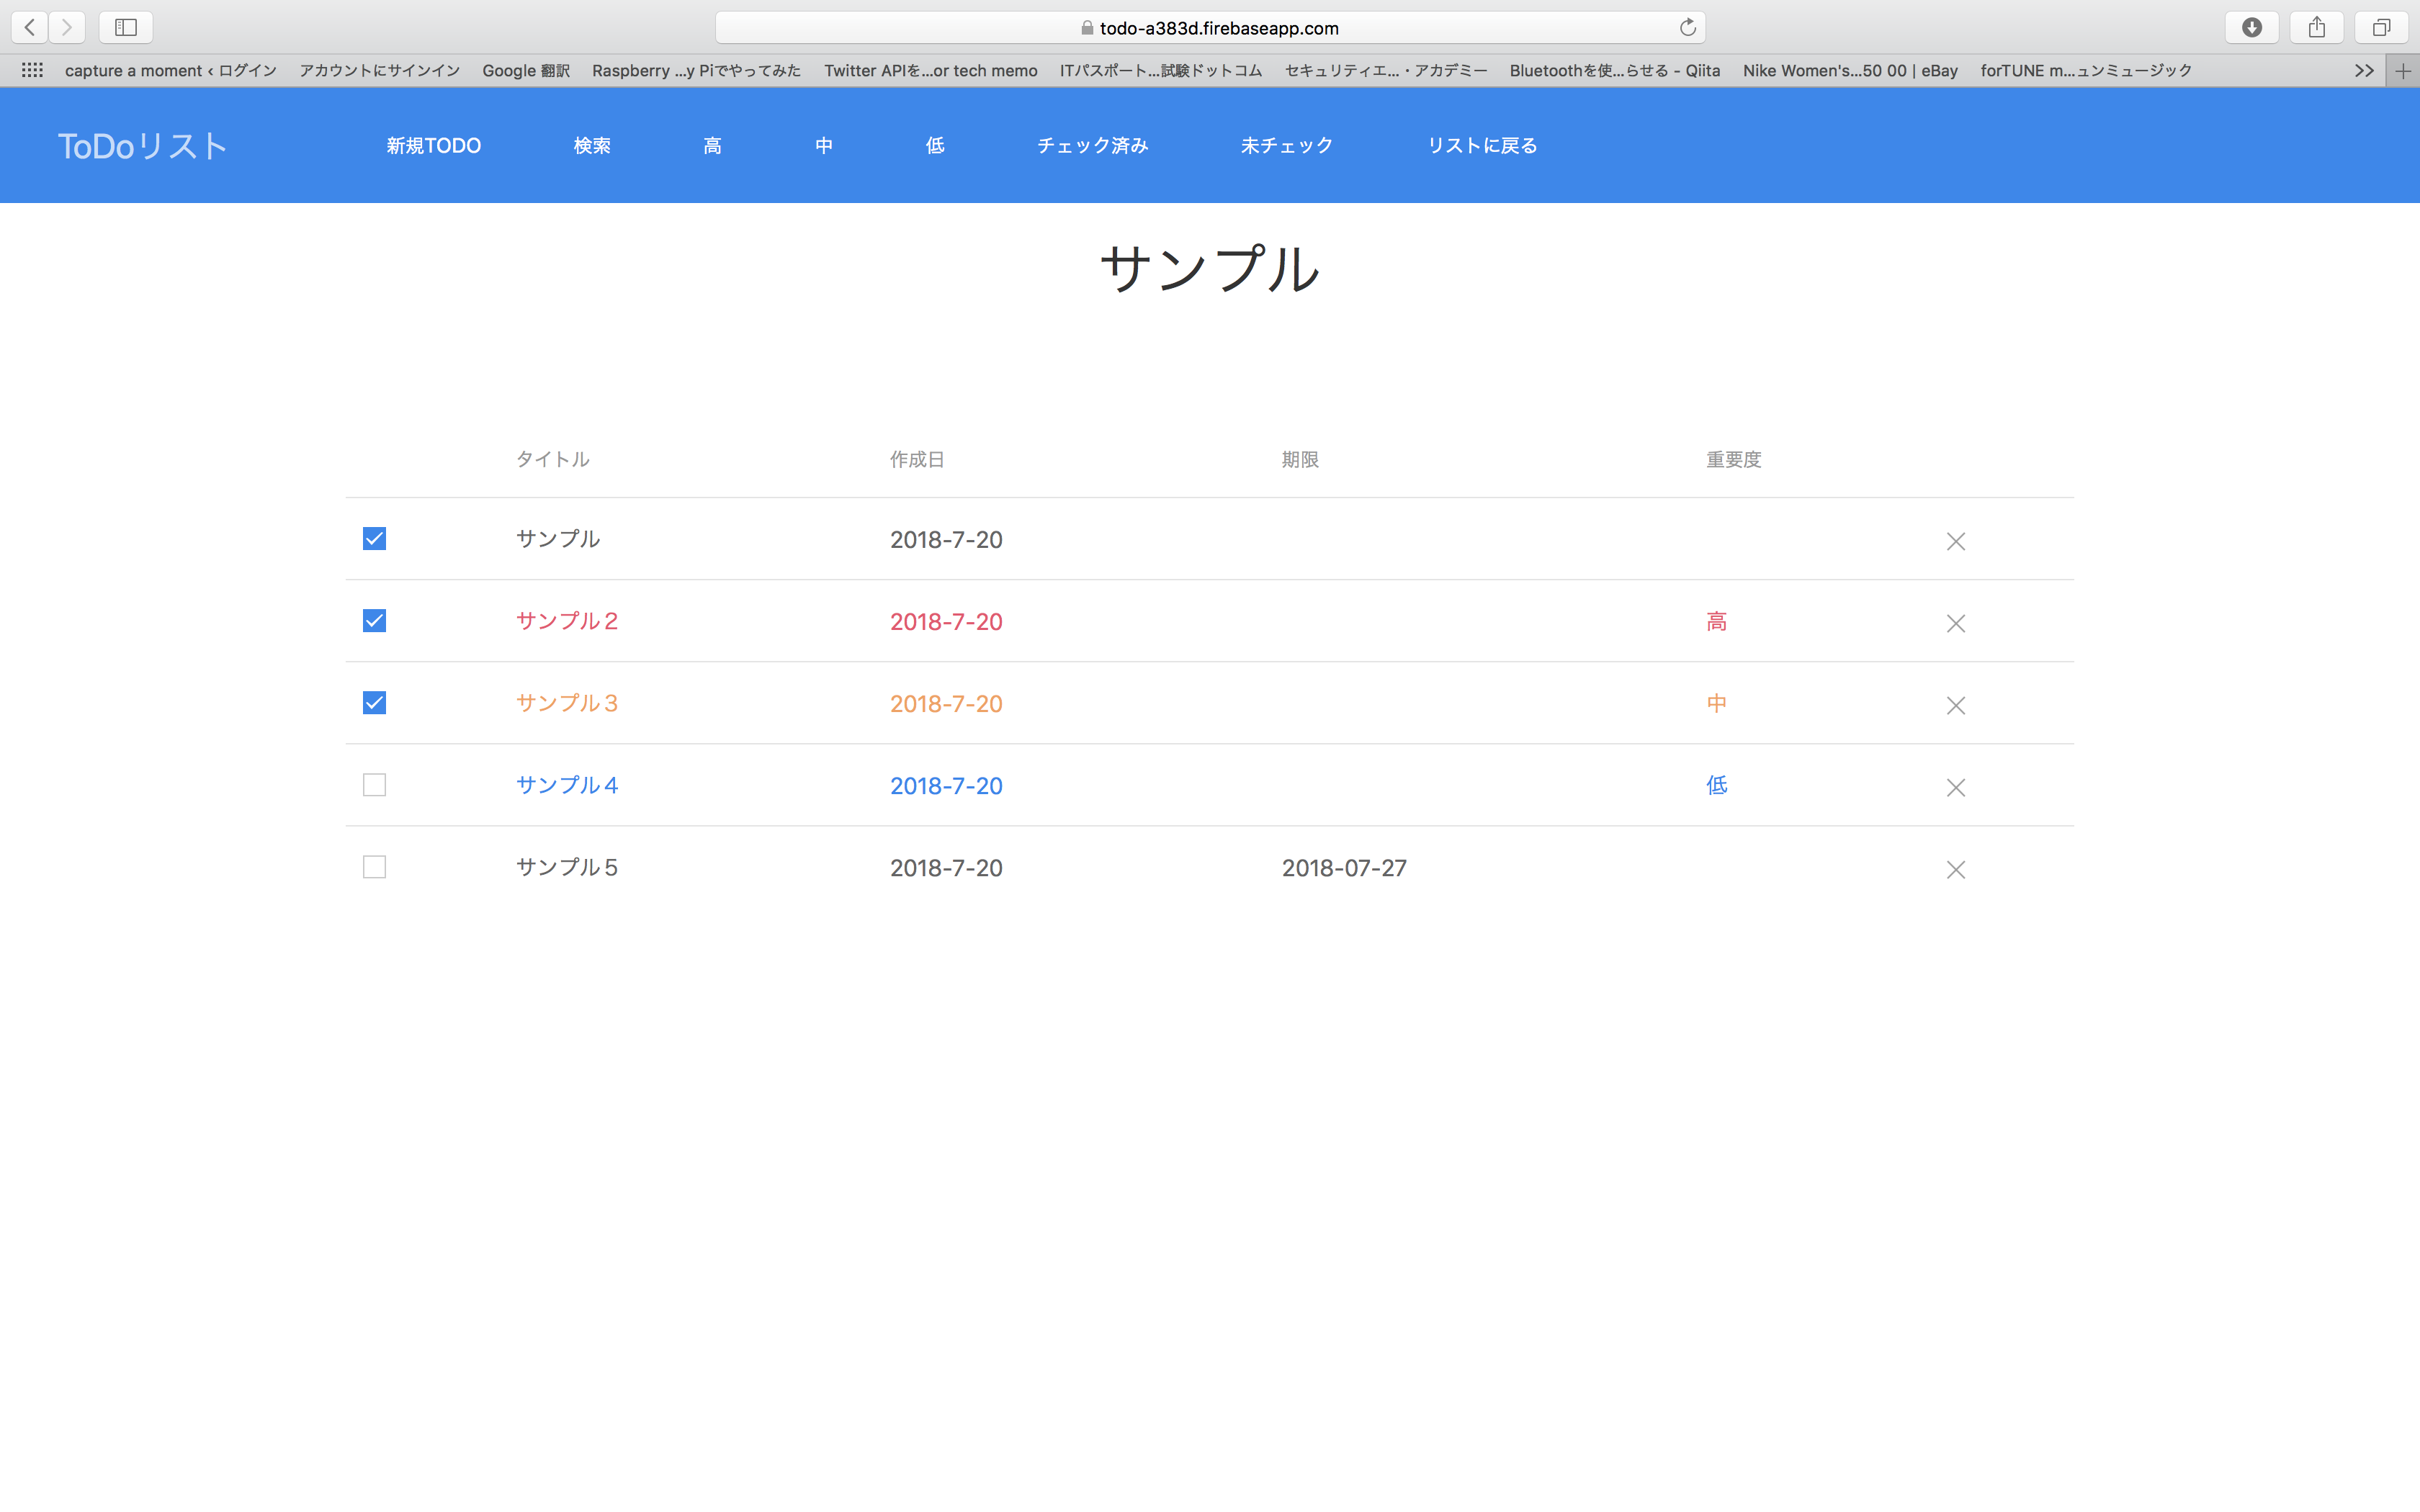 todo-a383d.firebaseapp.com
capture a moment ‹ ログイン アカウントにサインイン Google 翻訳 Raspberry ...y Piでやってみた Twitter APIを...or tech memo ITパスポート...試験ドットコム セキュリティエ...・アカデミー Bluetoothを使...らせる - Qiita Nike Women's...50 00 | eBay forTUNE m...ュンミュージック
ToDoリスト 新規TODO 検索 高 中 低 チェック済み 未チェック リストに戻る
サンプル
タイトル 作成日 期限 重要度
サンプル 2018-7-20
サンプル２ 2018-7-20 高
サンプル３ 2018-7-20 中
サンプル４ 2018-7-20 低
サンプル５ 2018-7-20 2018-07-27